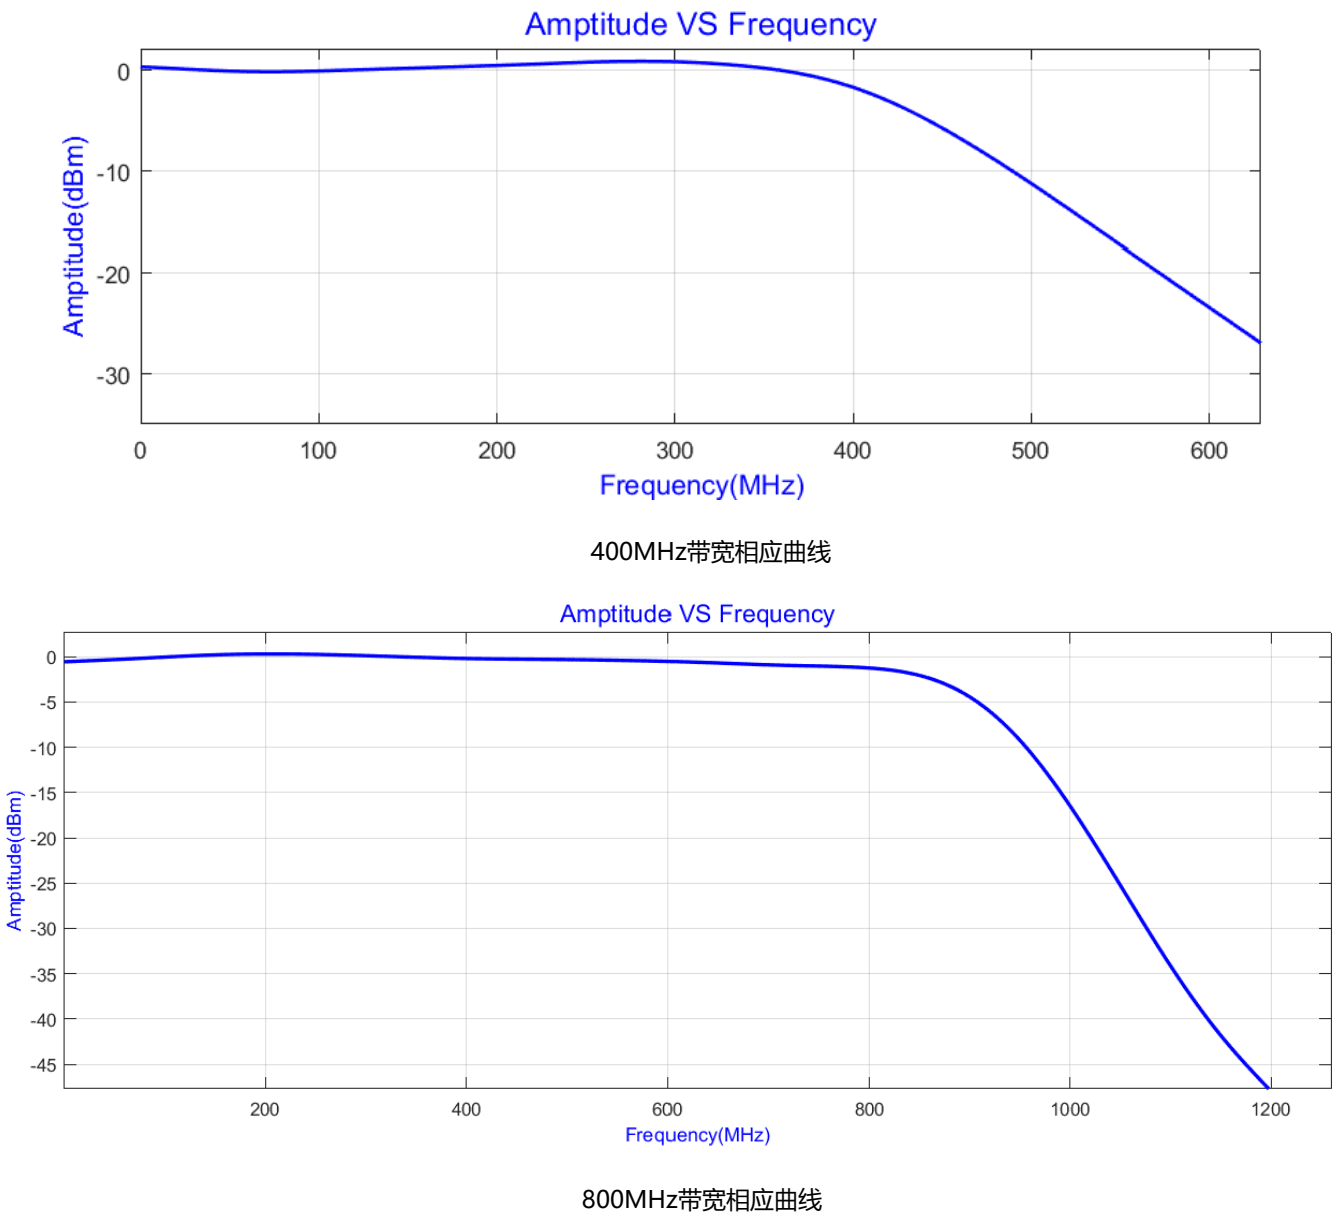 Amptitude VS Frequency
0
-10
-20
-30
Amptitude(dBm)
0 100 200 300 400 500 600
Frequency(MHz)
400MHz带宽相应曲线
Amptitude VS Frequency
0
-5
-10
-15
-20
-25
-30
-35
-40
-45
Amptitude(dBm)
200 400 600 800 1000 1200
Frequency(MHz)
800MHz带宽相应曲线